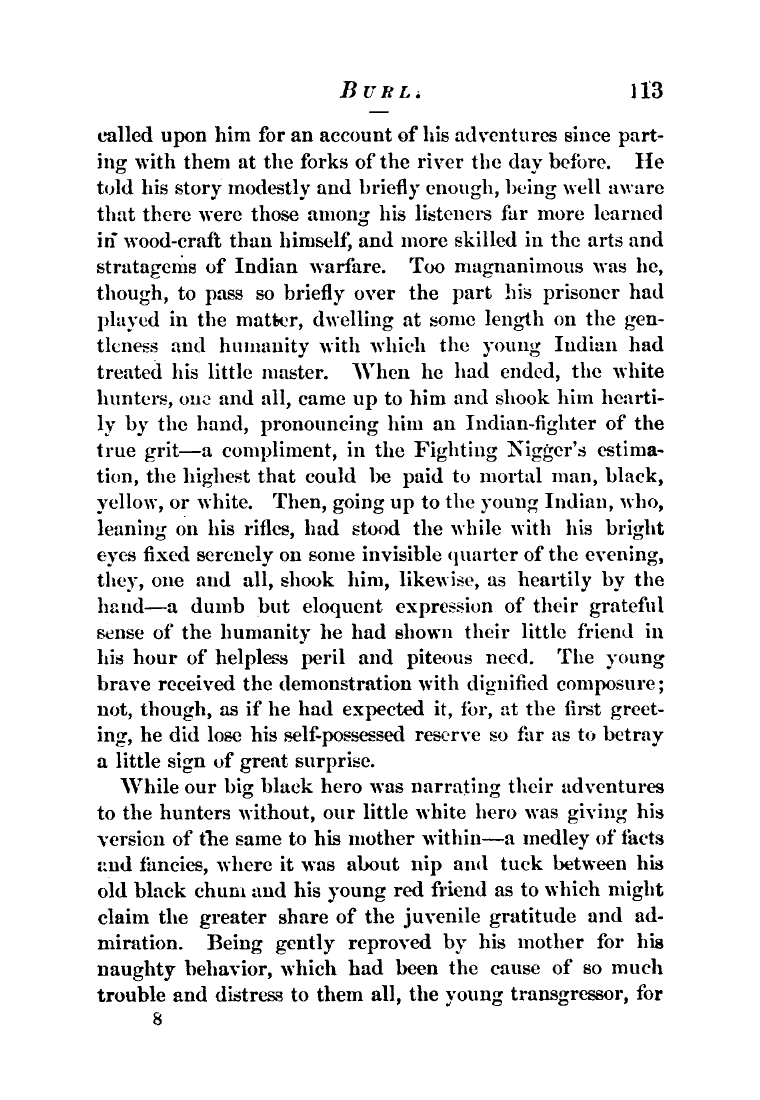 BURL. 113
called upon him for an account of his adventures since part-
ing with them at the forks of the river the day before. He
told his story modestly and briefly enough, being well aware
that there were those among his listeners far more learned
in wood-craft than himself, and more skilled in the arts and
stratagems of Indian warfare. Too magnanimous was he,
though, to pass so briefly over the part his prisoner had
played in the matter, dwelling at some length on the gen-
tleness and humanity with which the young Indian had
treated his little master. When he had ended, the white
hunters, one and all, came up to him and shook him hearti-
ly by the hand, pronouncing him an Indian-fighter of the
true grit—a compliment, in the Fighting Nigger's estima-
tion, the highest that could be paid to mortal man, black,
yellow, or white. Then, going up to the young Indian, who,
leaning on his rifles, had stood the while with his bright
eyes fixed serenely on some invisible quarter of the evening,
they, one and all, shook him, likewise, as heartily by the
hand—a dumb but eloquent expression of their grateful
sense of the humanity he had shown their little friend in
his hour of helpless peril and piteous need. The young
brave received the demonstration with dignified composure;
not, though, as if he had expected it, for, at the first greet-
ing, he did lose his self-possessed reserve so far as to betray
a little sign of great surprise.
While our big black hero was narrating their adventures
to the hunters without, our little white hero was giving his
version of the same to his mother within—a medley of facts
and fancies, where it was about nip and tuck between his
old black chum and his young red friend as to which might
claim the greater share of the juvenile gratitude and ad-
miration. Being gently reproved by his mother for his
naughty behavior, which had been the cause of so much
trouble and distress to them all, the young transgressor, for
8